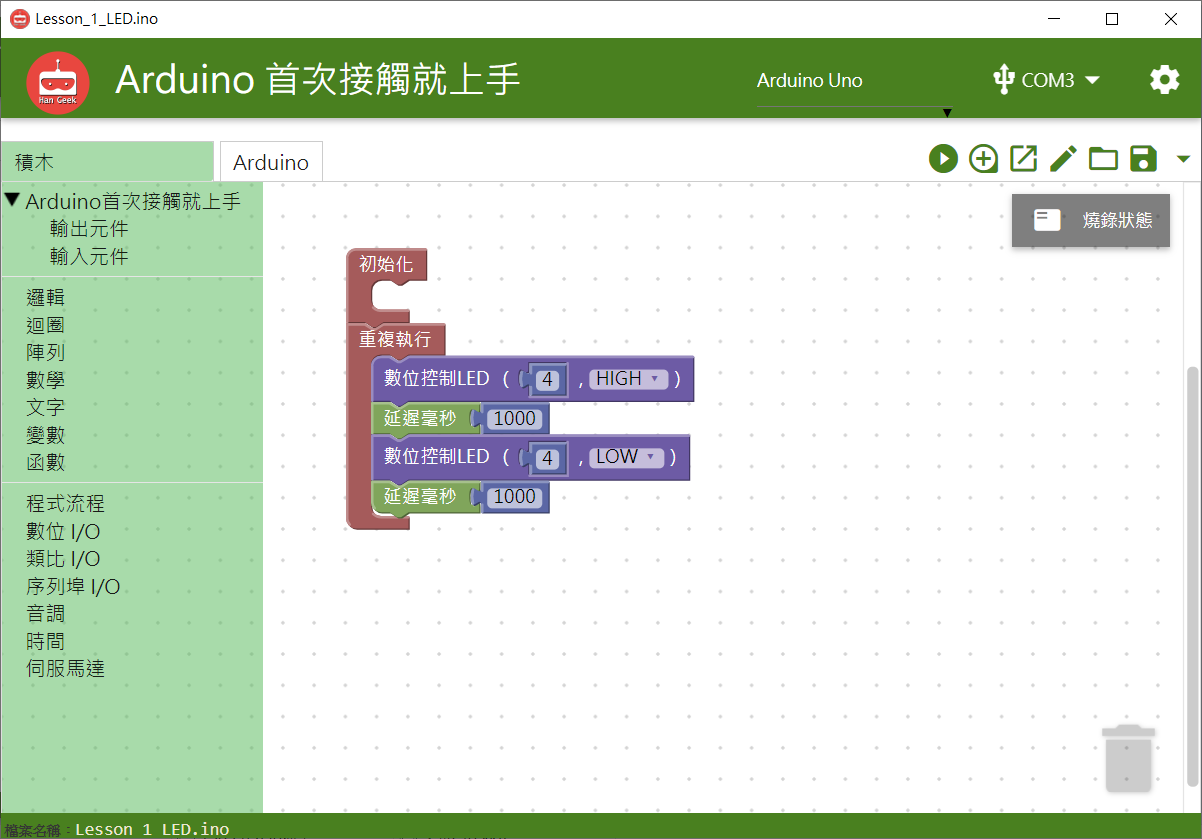 Lesson_1_LED.ino
Han Geek
Arduino 首次接觸就上手
Arduino Uno
COM3
積木
Arduino
Arduino首次接觸就上手
輸出元件
輸入元件
邏輯
迴圈
陣列
數學
文字
變數
函數
程式流程
數位 I/O
類比 I/O
序列埠 I/O
音調
時間
伺服馬達
燒錄狀態
初始化
重複執行
數位控制LED ( 4 , HIGH )
延遲毫秒 1000
數位控制LED ( 4 , LOW )
延遲毫秒 1000
檔案名稱：Lesson_1_LED.ino